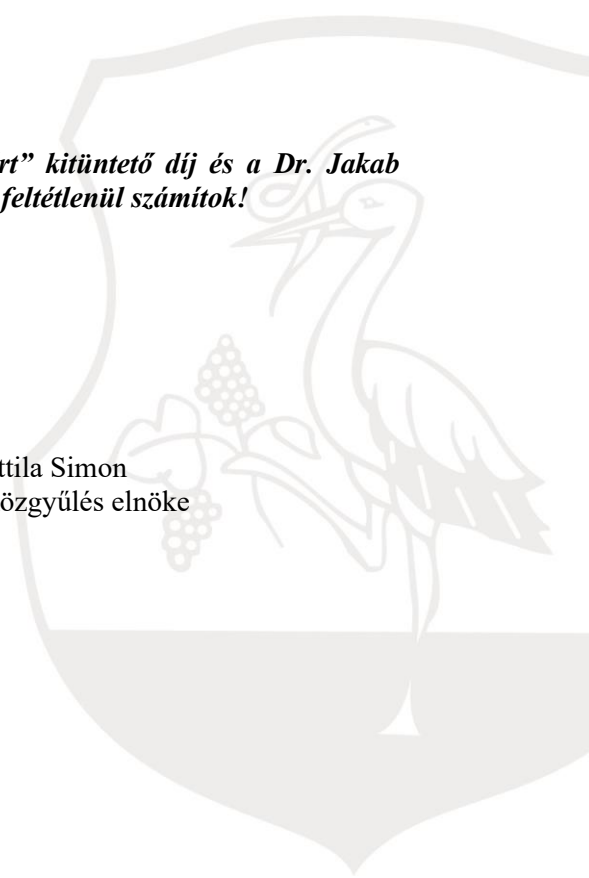 rt” kitüntető díj és a Dr. Jakab
feltétlenül számítok!
ttila Simon
özgyűlés elnöke